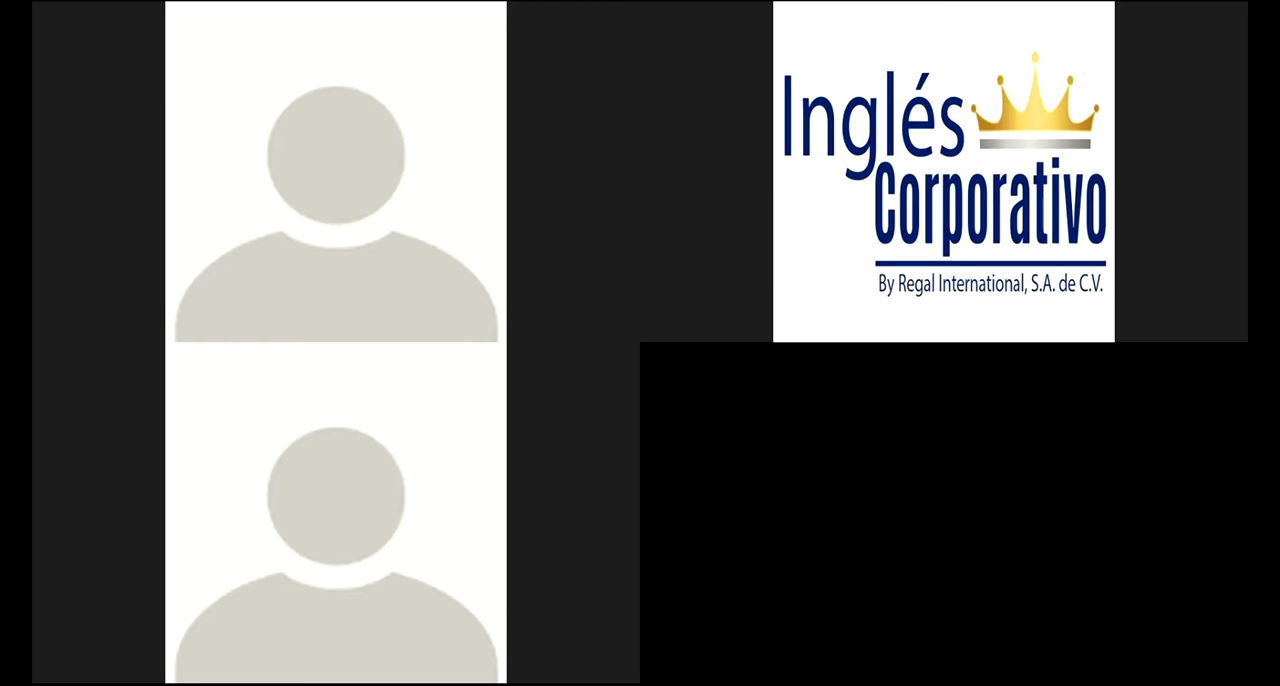 Inglés
Corporativo
By Regal International, S.A. de C.V.